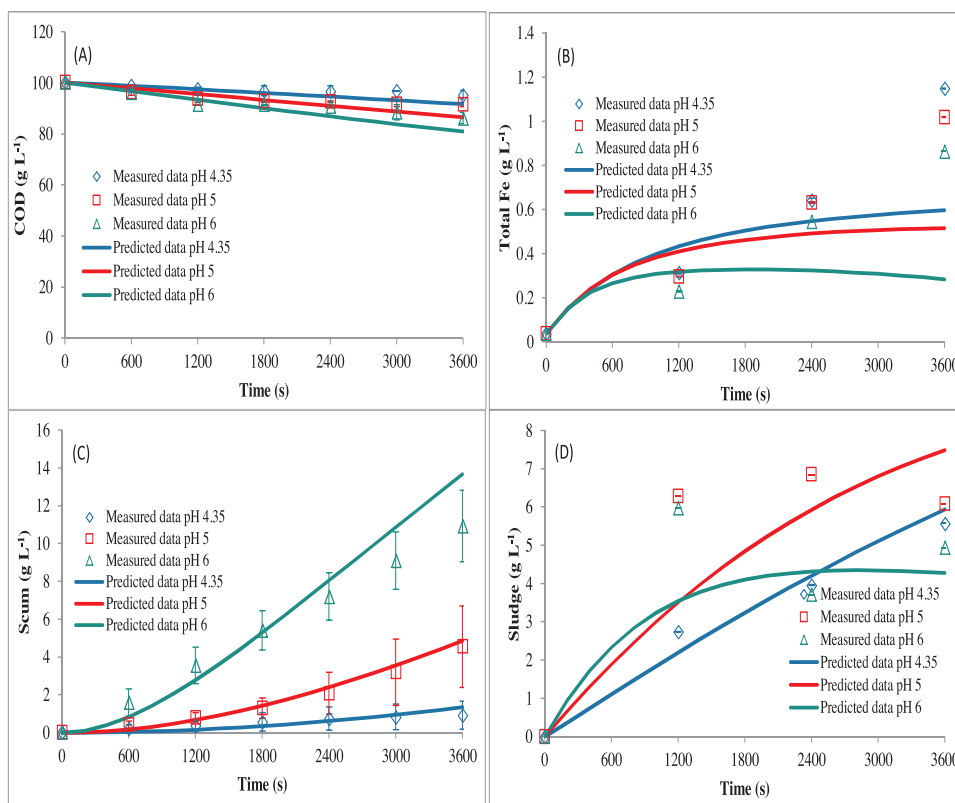 (A)
COD (g L-1)
120
100
80
60
40
20
0
Measured data pH 4.35
Measured data pH 5
Measured data pH 6
Predicted data pH 4.35
Predicted data pH 5
Predicted data pH 6
0 600 1200 1800 2400 3000 3600
Time (s)
(B)
Total Fe (g L-1)
1.4
1.2
1
0.8
0.6
0.4
0.2
0
Measured data pH 4.35
Measured data pH 5
Measured data pH 6
Predicted data pH 4.35
Predicted data pH 5
Predicted data pH 6
0 600 1200 1800 2400 3000 3600
Time (s)
(C)
Scum (g L-1)
16
14
12
10
8
6
4
2
0
Measured data pH 4.35
Measured data pH 5
Measured data pH 6
Predicted data pH 4.35
Predicted data pH 5
Predicted data pH 6
0 600 1200 1800 2400 3000 3600
Time (s)
(D)
Sludge (g L-1)
8
7
6
5
4
3
2
1
0
Measured data pH 4.35
Measured data pH 5
Measured data pH 6
Predicted data pH 4.35
Predicted data pH 5
Predicted data pH 6
0 600 1200 1800 2400 3000 3600
Time (s)